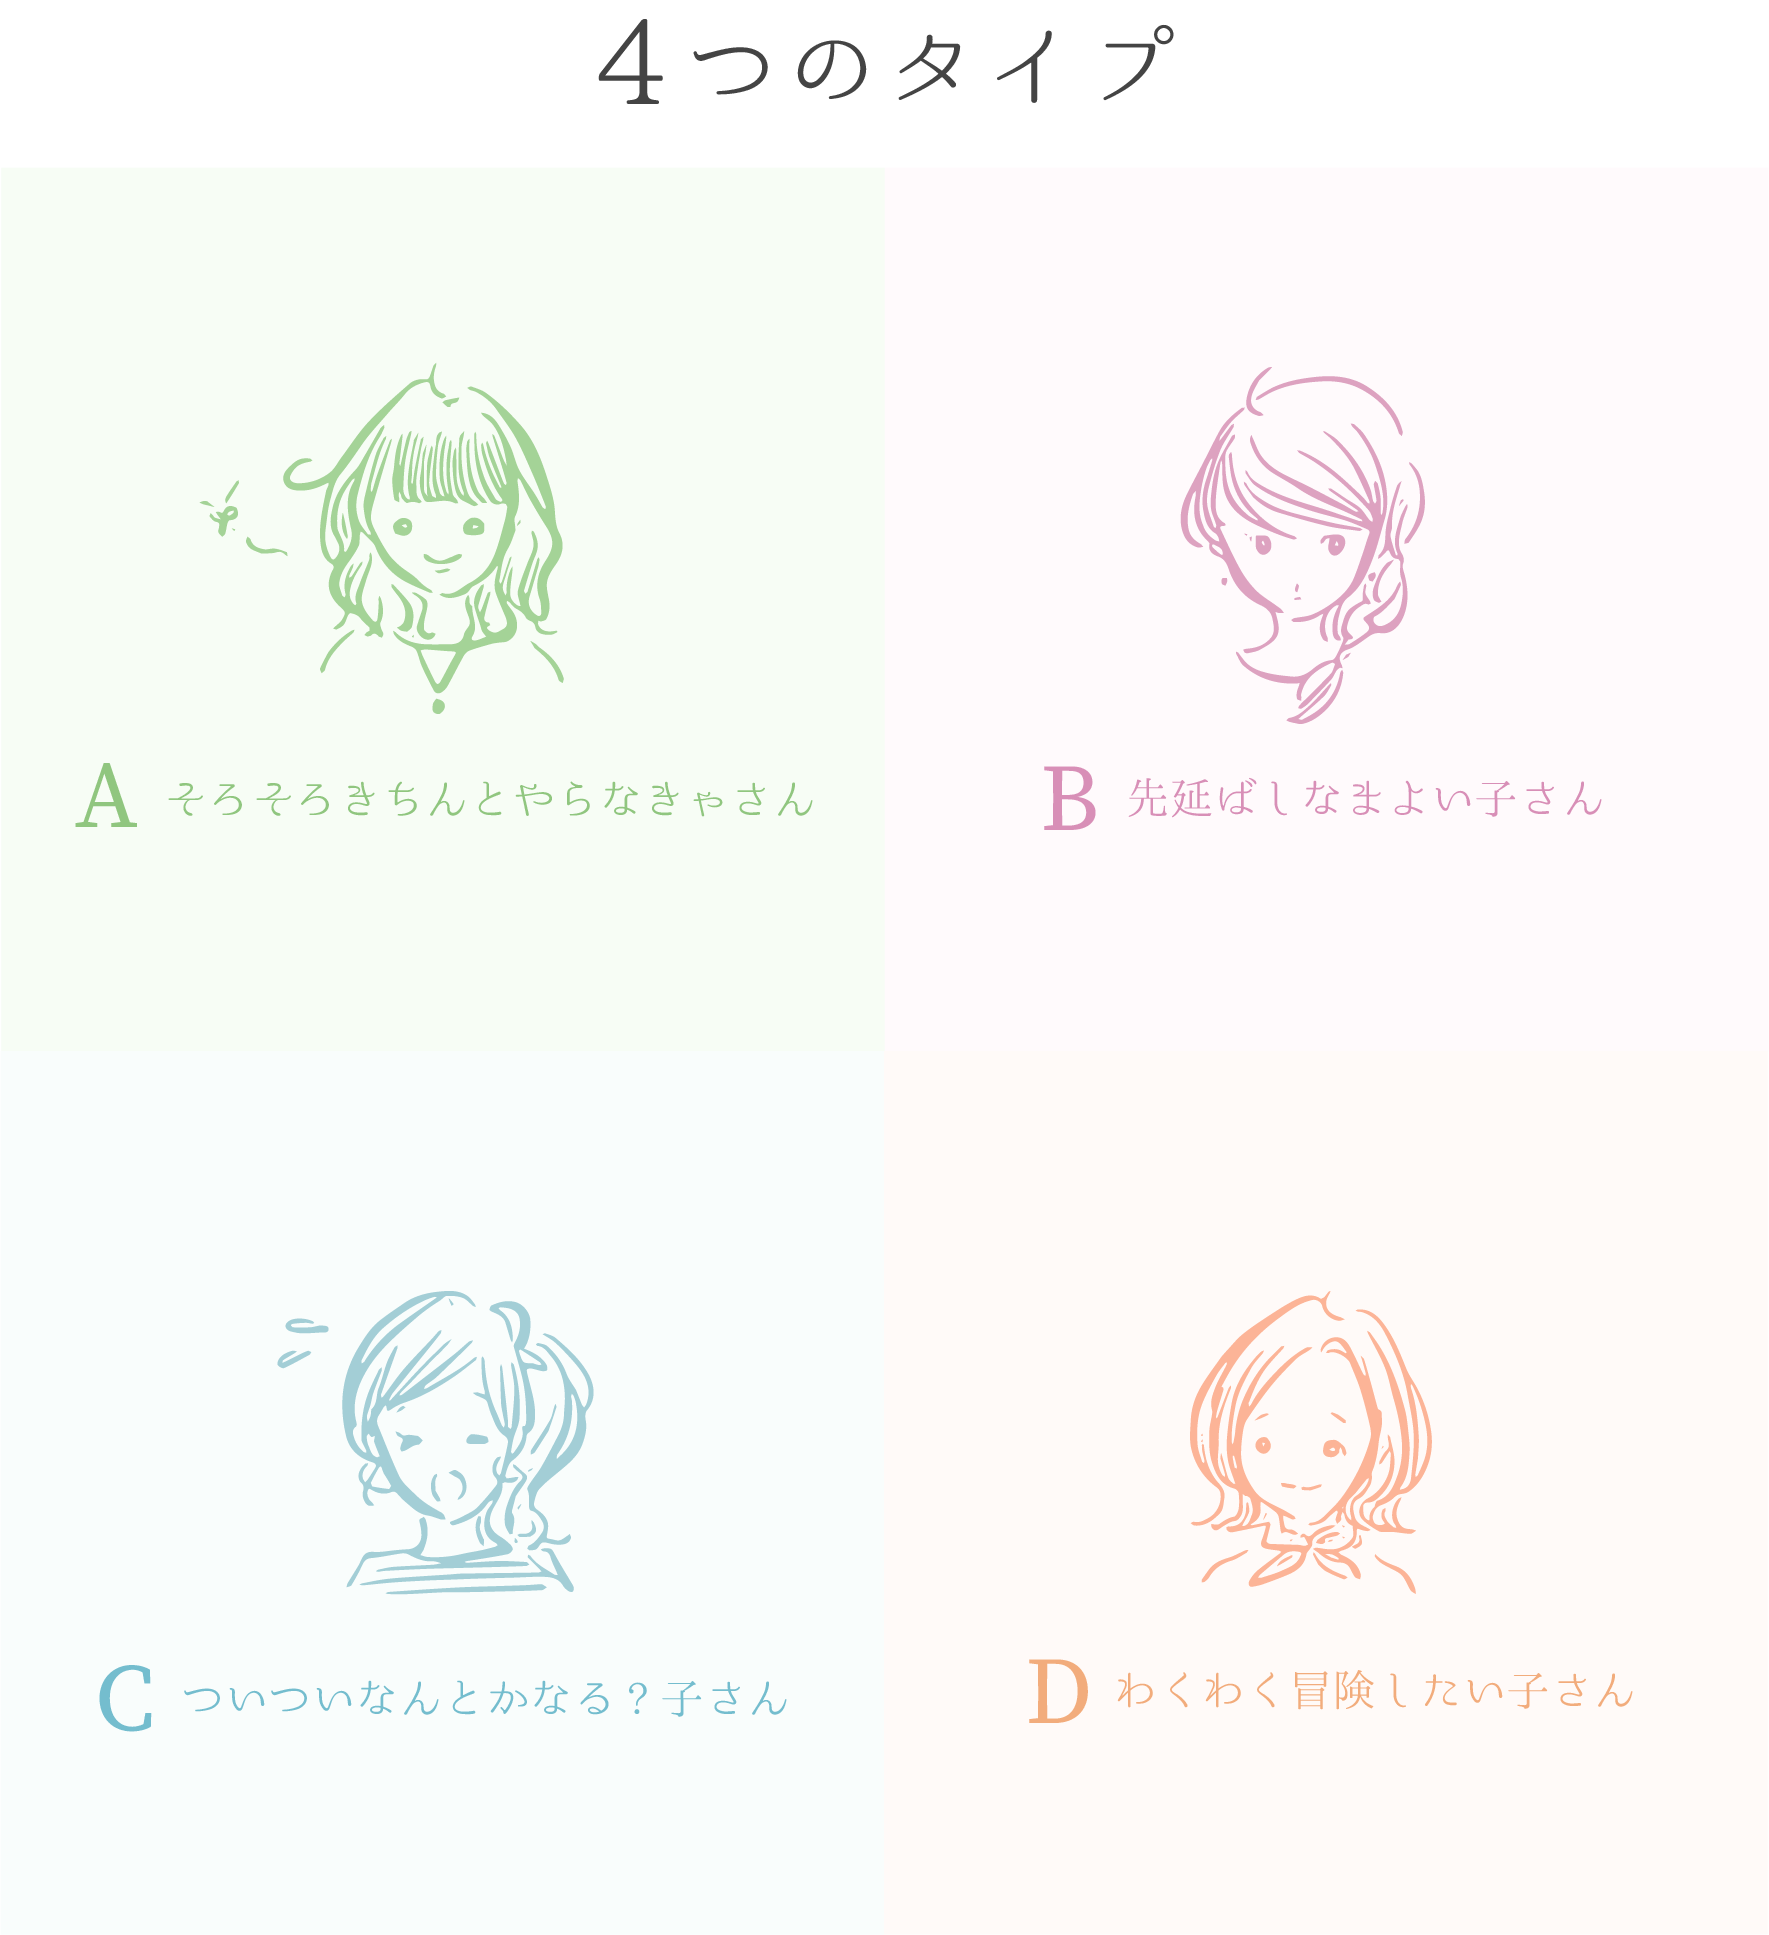 4つのタイプ
A そろそろきちんとやらなきゃさん
B 先延ばしなまよい子さん
C ついついなんとかなる？子さん
D わくわく冒険したい子さん